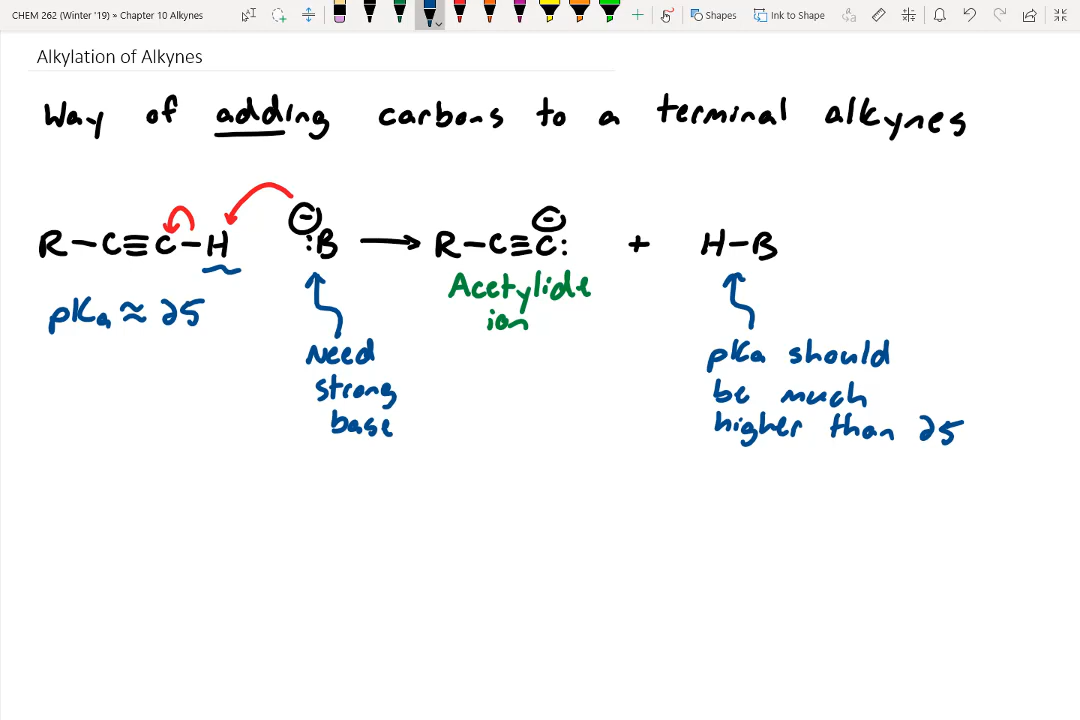 CHEM 262 (Winter '19) » Chapter 10 Alkynes
Shapes
Ink to Shape
Alkylation of Alkynes
Way of adding carbons to a terminal alkynes
R-C≡C-H ⊖:B → R-C≡C:⊖ + H-B
pKa ≈ 25
Acetylide
ion
Need
strong
base
pKa should
be much
higher than 25